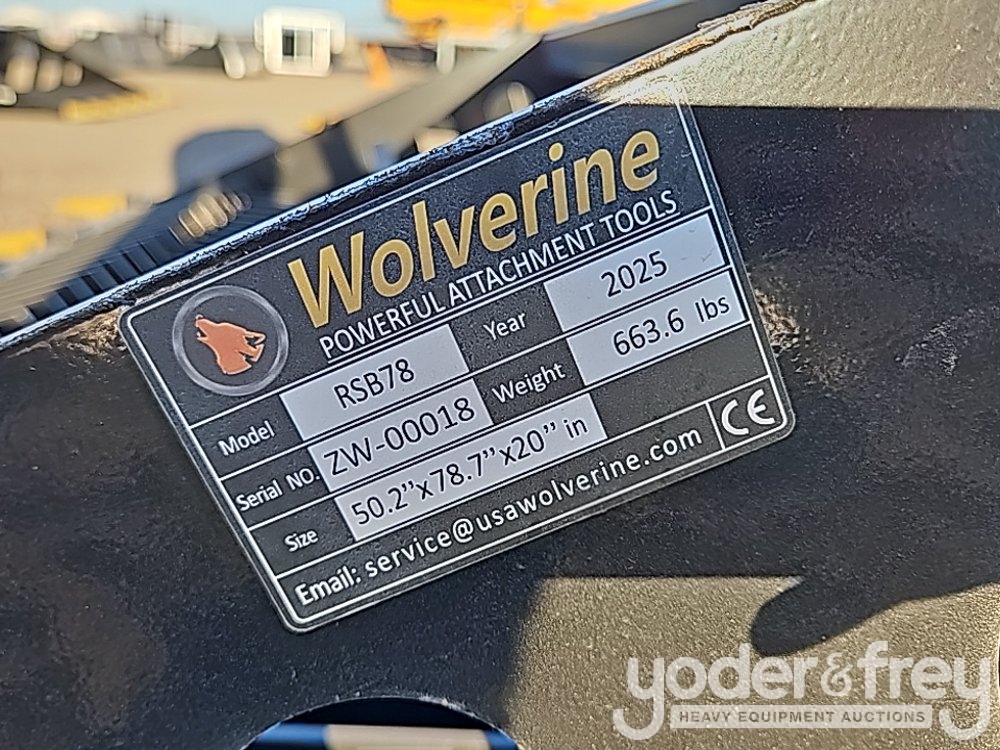 Wolverine
POWERFUL ATTACHMENT TOOLS
Model RSB78 Year 2025
Serial NO. ZW-00018 Weight 663.6 lbs
Size 50.2”x78.7”x20” in
Email: service@usawolverine.com CE
yoder&frey
HEAVY EQUIPMENT AUCTIONS